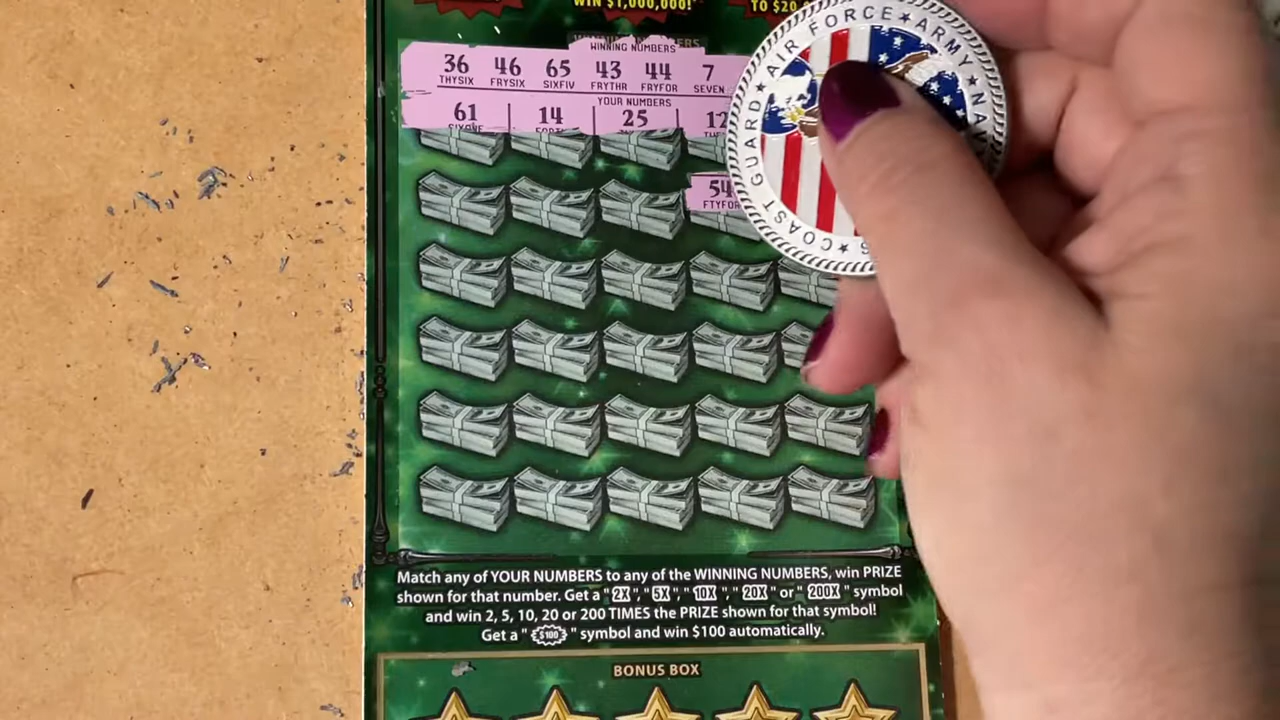 WIN $1,000,000!
TO $20
WINNING NUMBERS
36 46 65 43 44 7
THYSIX FRYSIX SIXFIV FRYTHR FRYFOR SEVEN
YOUR NUMBERS
61 14 25 12
54
FTYFOR
AIR FORCE ★ ARMY ★
COAST GUARD ★
Match any of YOUR NUMBERS to any of the WINNING NUMBERS, win PRIZE
shown for that number. Get a "2X", "5X", "10X", "20X" or "200X" symbol
and win 2, 5, 10, 20 or 200 TIMES the PRIZE shown for that symbol!
Get a "$100" symbol and win $100 automatically.
BONUS BOX